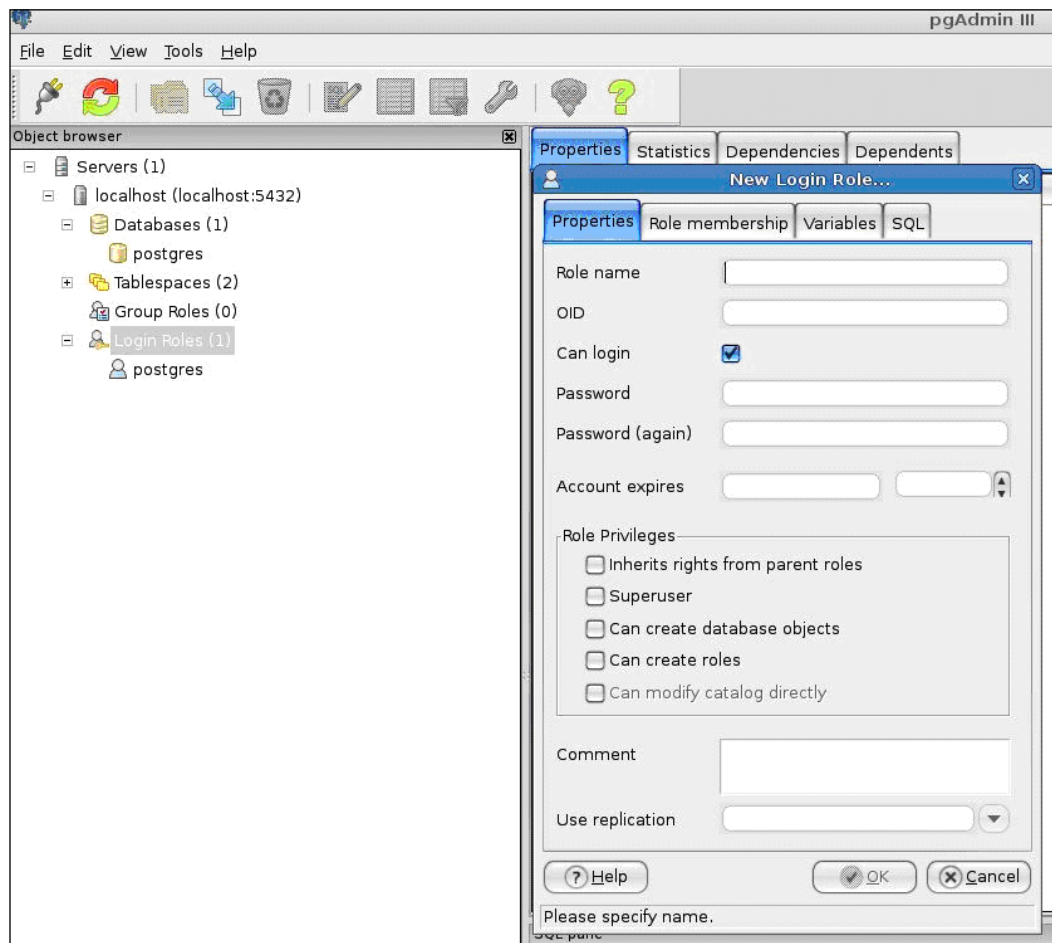 pgAdmin III
File Edit View Tools Help
SQL
Object browser
Servers (1)
localhost (localhost:5432)
Databases (1)
postgres
Tablespaces (2)
Group Roles (0)
Login Roles (1)
postgres
Properties Statistics Dependencies Dependents
New Login Role...
Properties Role membership Variables SQL
Role name
OID
Can login
Password
Password (again)
Account expires
Role Privileges
Inherits rights from parent roles
Superuser
Can create database objects
Can create roles
Can modify catalog directly
Comment
Use replication
Help OK Cancel
Please specify name.
SQL pane